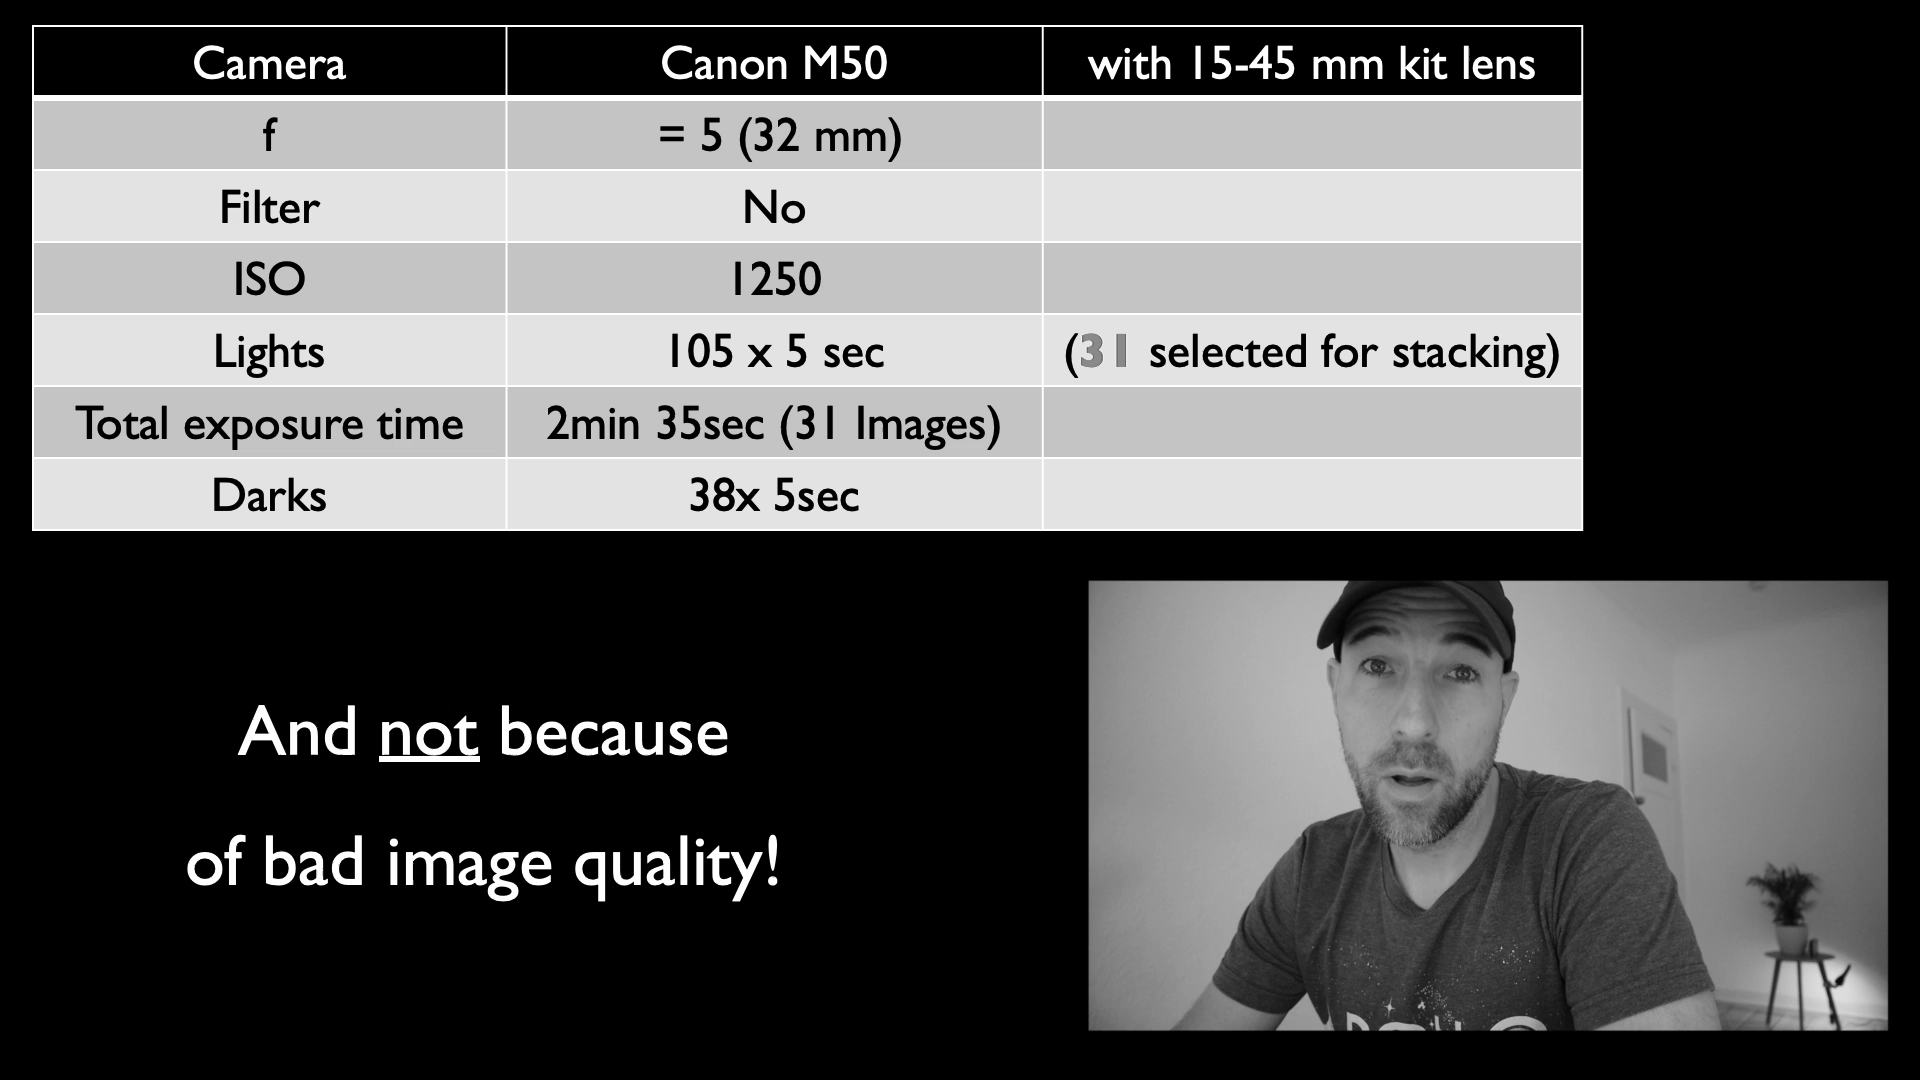 Camera Canon M50 with 15-45 mm kit lens
f = 5 (32 mm)
Filter No
ISO 1250
Lights 105 x 5 sec (31 selected for stacking)
Total exposure time 2min 35sec (31 Images)
Darks 38x 5sec
And not because
of bad image quality!